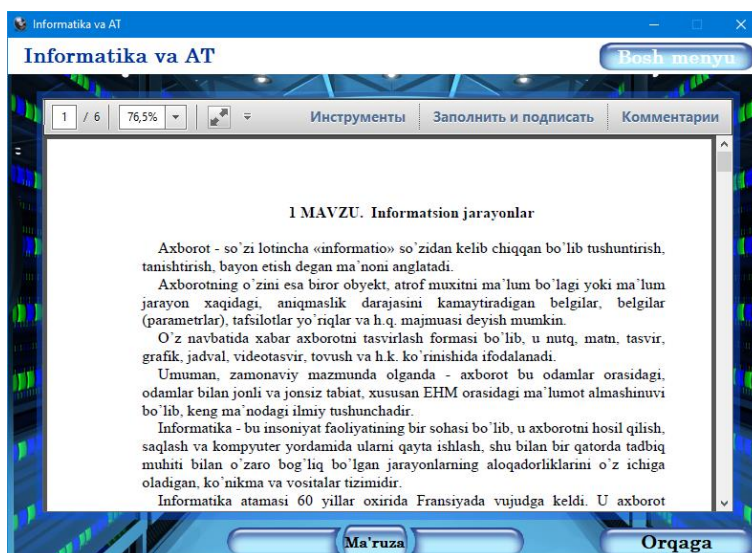 Informatika va AT
Informatika va AT
Bosh menyu
1 / 6 76,5% Инструменты Заполнить и подписать Комментарии
1 MAVZU. Informatsion jarayonlar
Axborot - so`zi lotincha «informatio» so`zidan kelib chiqqan bo`lib tushuntirish,
tanishtirish, bayon etish degan ma`noni anglatadi.
Axborotning o`zini esa biror obyekt, atrof muxitni ma`lum bo`lagi yoki ma`lum
jarayon xaqidagi, aniqmaslik darajasini kamaytiradigan belgilar, belgilar
(parametrlar), tafsilotlar yo`riqlar va h.q. majmuasi deyish mumkin.
O`z navbatida xabar axborotni tasvirlash formasi bo`lib, u nutq, matn, tasvir,
grafik, jadval, videotasvir, tovush va h.k. ko`rinishida ifodalanadi.
Umuman, zamonaviy mazmunda olganda - axborot bu odamlar orasidagi,
odamlar bilan jonli va jonsiz tabiat, xususan EHM orasidagi ma`lumot almashinuvi
bo`lib, keng ma`nodagi ilmiy tushunchadir.
Informatika - bu insoniyat faoliyatining bir sohasi bo`lib, u axborotni hosil qilish,
saqlash va kompyuter yordamida ularni qayta ishlash, shu bilan bir qatorda tadbiq
muhiti bilan o`zaro bog`liq bo`lgan jarayonlarning aloqadorliklarini o`z ichiga
oladigan, ko`nikma va vositalar tizimidir.
Informatika atamasi 60 yillar oxirida Fransiyada vujudga keldi. U axborot
Ma'ruza
Orqaga